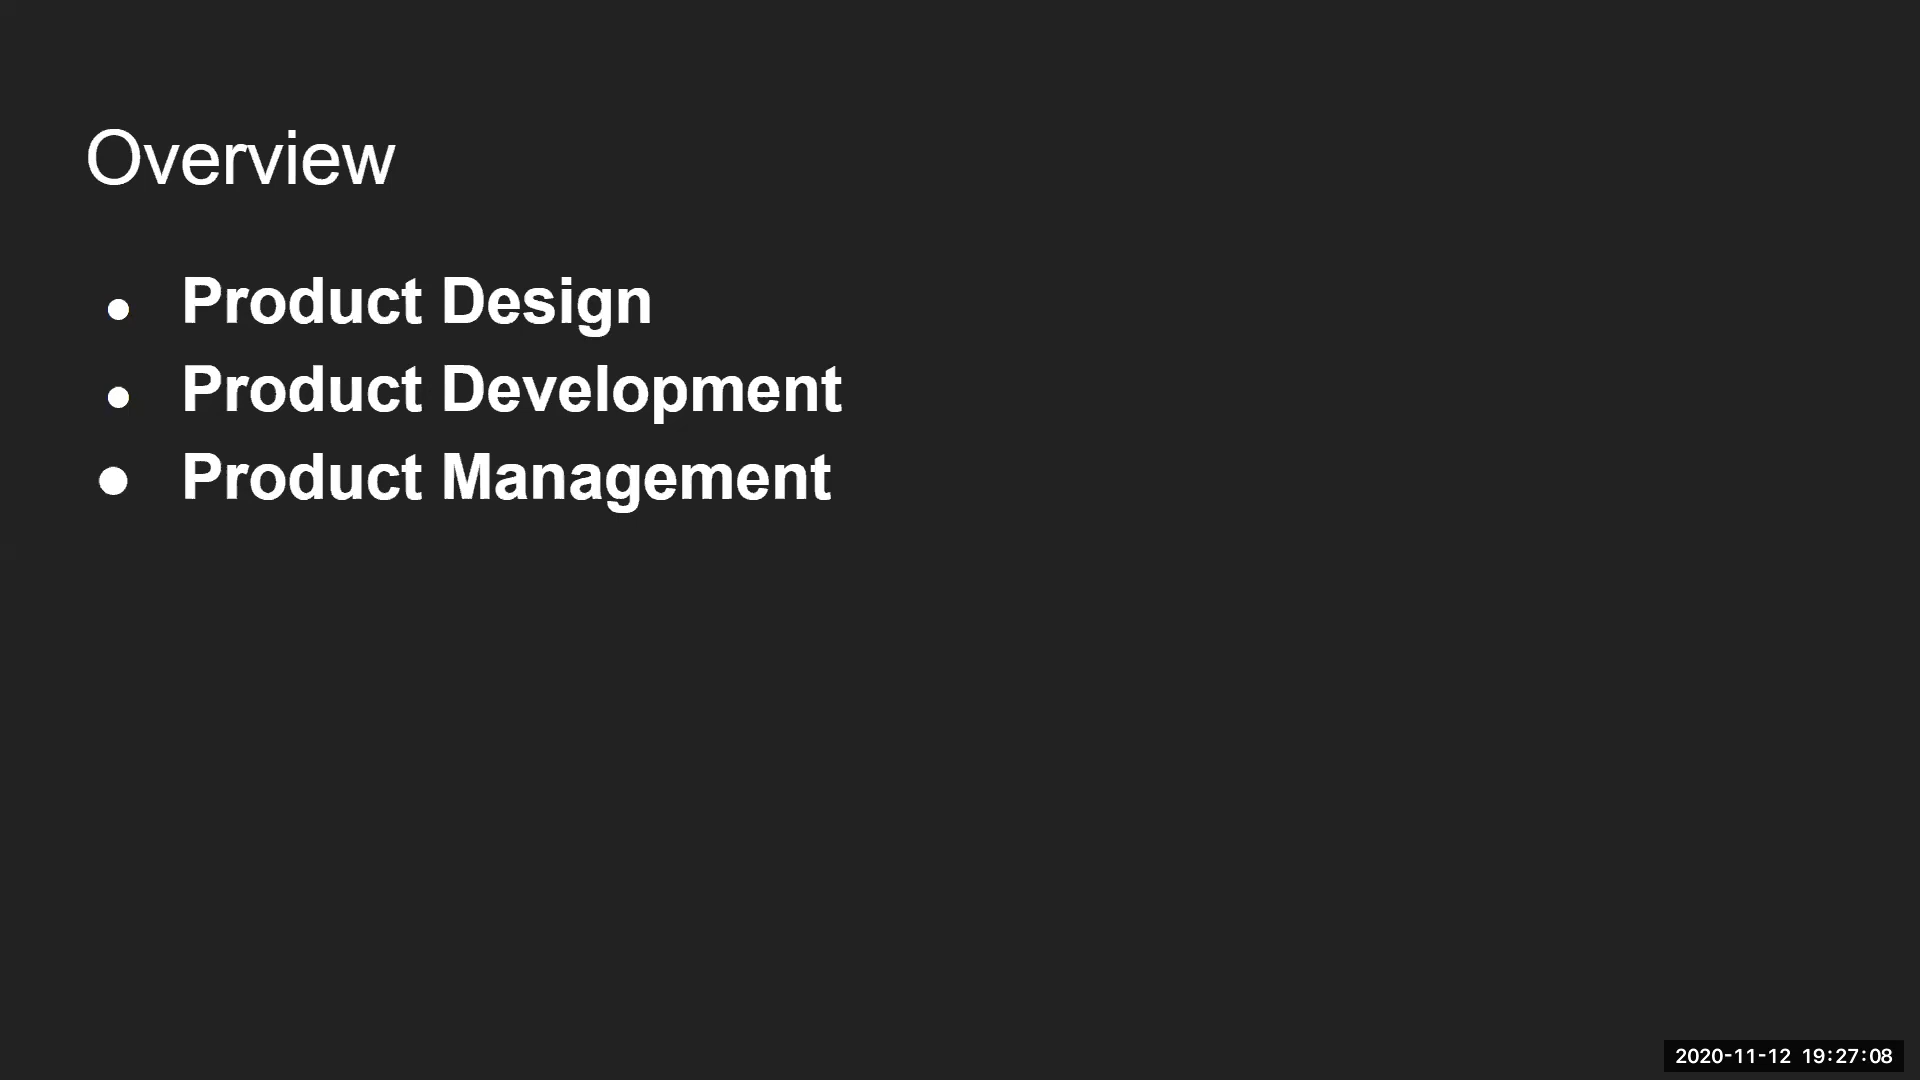 Overview
● Product Design
● Product Development
● Product Management
2020-11-12 19:27:08